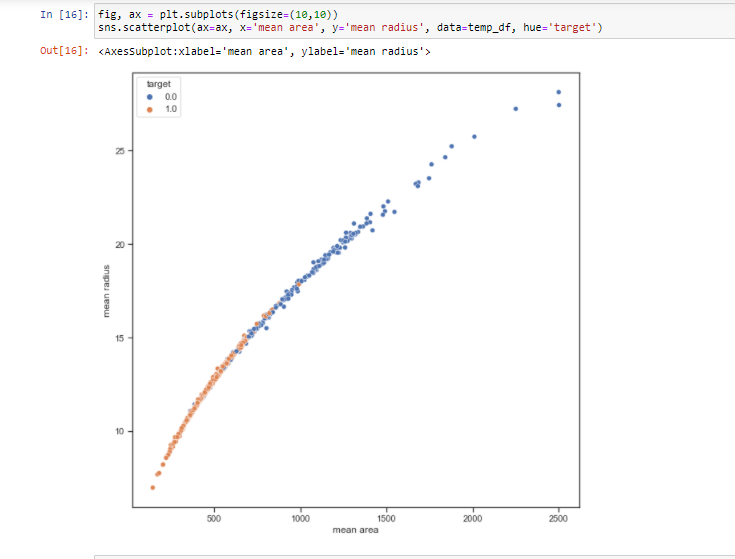 In [16]: fig, ax = plt.subplots(figsize=(10,10))
sns.scatterplot(ax=ax, x='mean area', y='mean radius', data=temp_df, hue='target')
Out[16]: <AxesSubplot:xlabel='mean area', ylabel='mean radius'>
target
0.0
1.0
25
20
15
10
mean radius
500 1000 1500 2000 2500
mean area